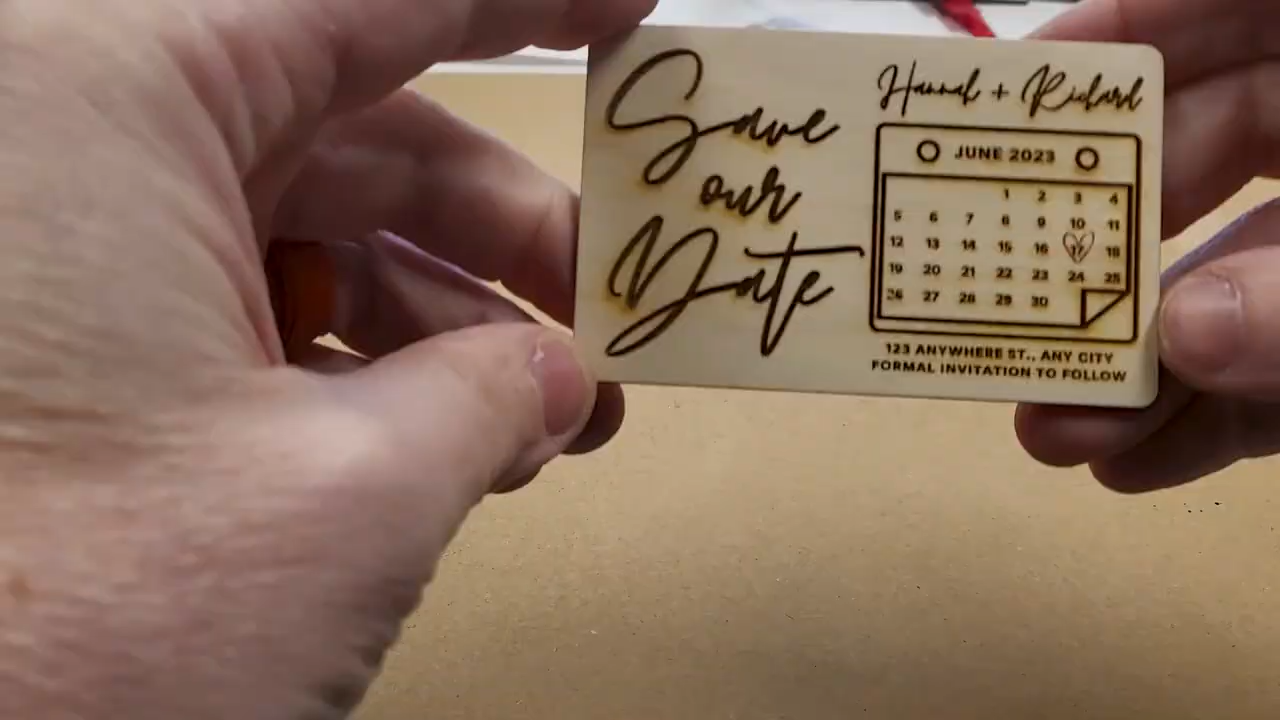 Save
our
Date
Hannah + Richard
JUNE 2023
1 2 3 4
5 6 7 8 9 10 11
12 13 14 15 16 17 18
19 20 21 22 23 24 25
26 27 28 29 30
123 ANYWHERE ST., ANY CITY
FORMAL INVITATION TO FOLLOW